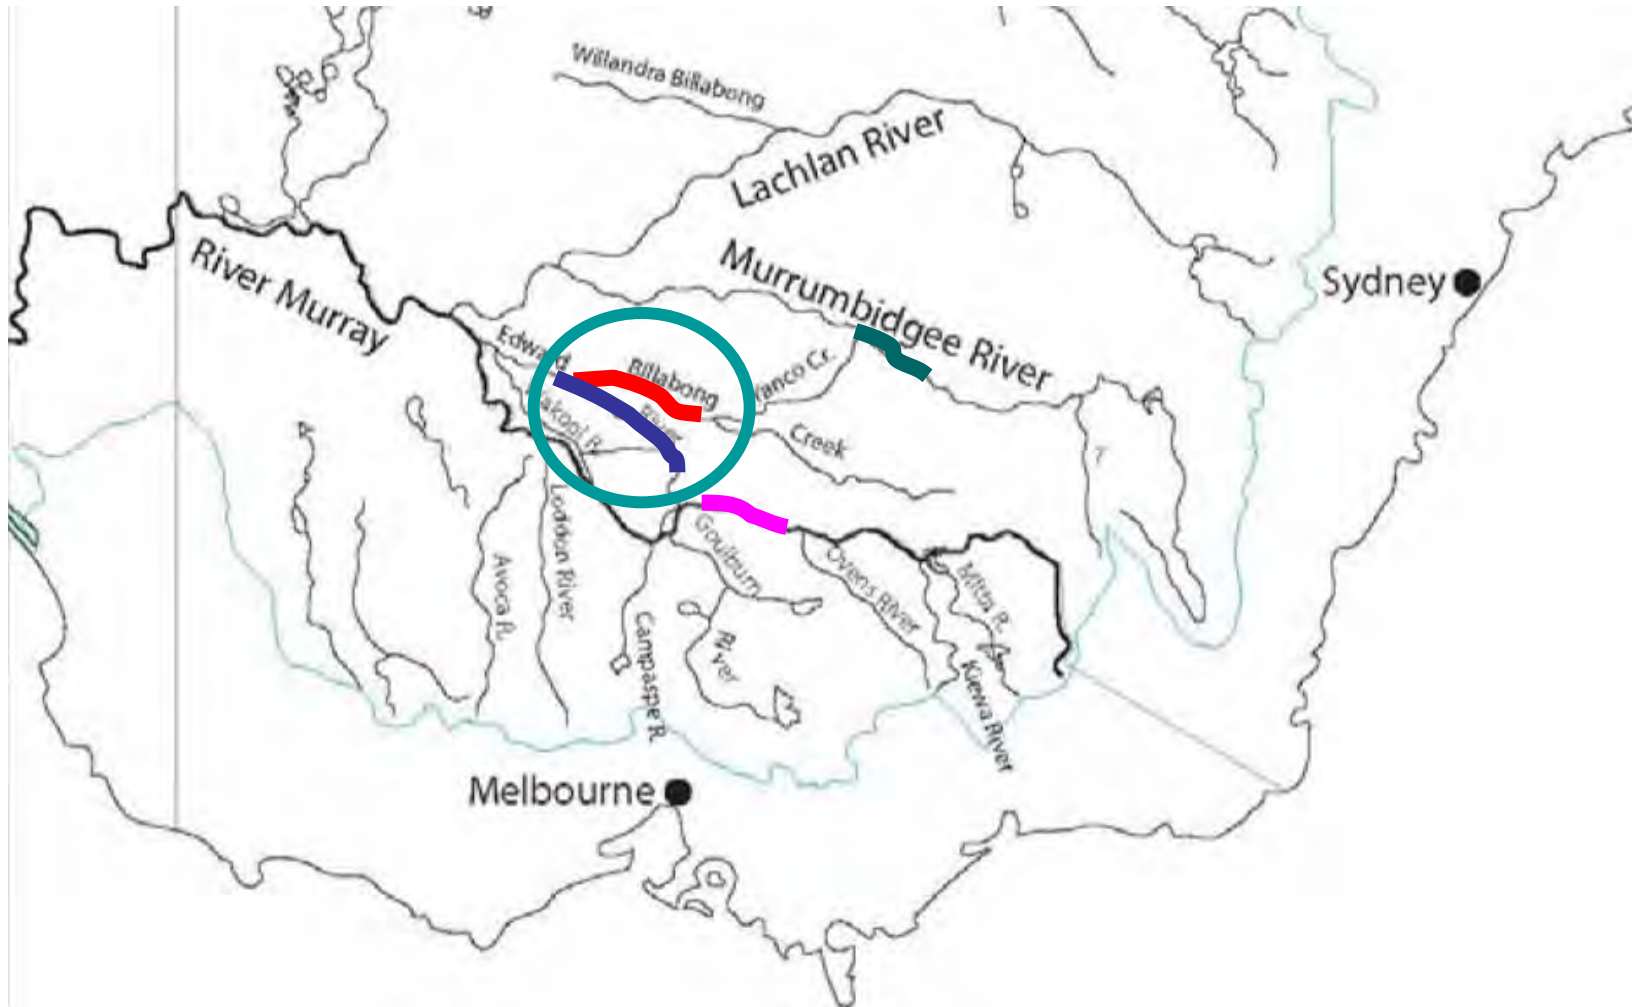 Willandra Billabong
Lachlan River
Murrumbidgee River
Sydney
River Murray
Edward
Billabong
Yanco Cr.
River
Creek
Loddon River
Avoca R.
Goulburn
River
Campaspe R.
Ovens River
Mitta R.
Kiewa River
Melbourne